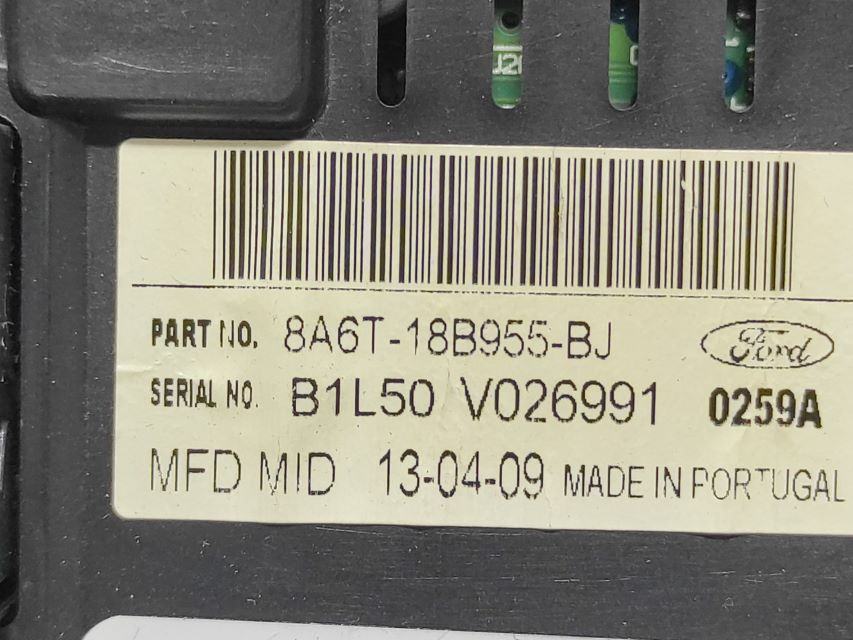 PART NO. 8A6T-18B955-BJ Ford
SERIAL NO. B1L50 V026991 0259A
MFD MID 13-04-09 MADE IN PORTUGAL